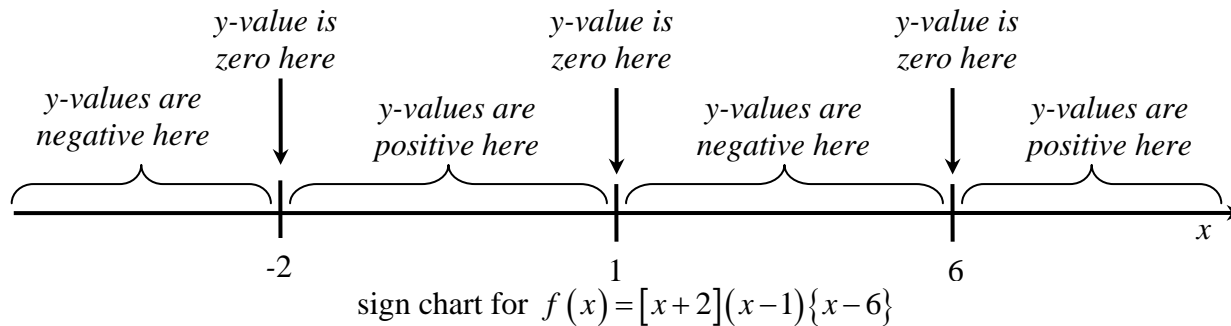 y-value is
zero here
y-value is
zero here
y-value is
zero here
y-values are
negative here
y-values are
positive here
y-values are
negative here
y-values are
positive here
x
-2
1
6
sign chart for f(x)=[x+2](x−1){x−6}